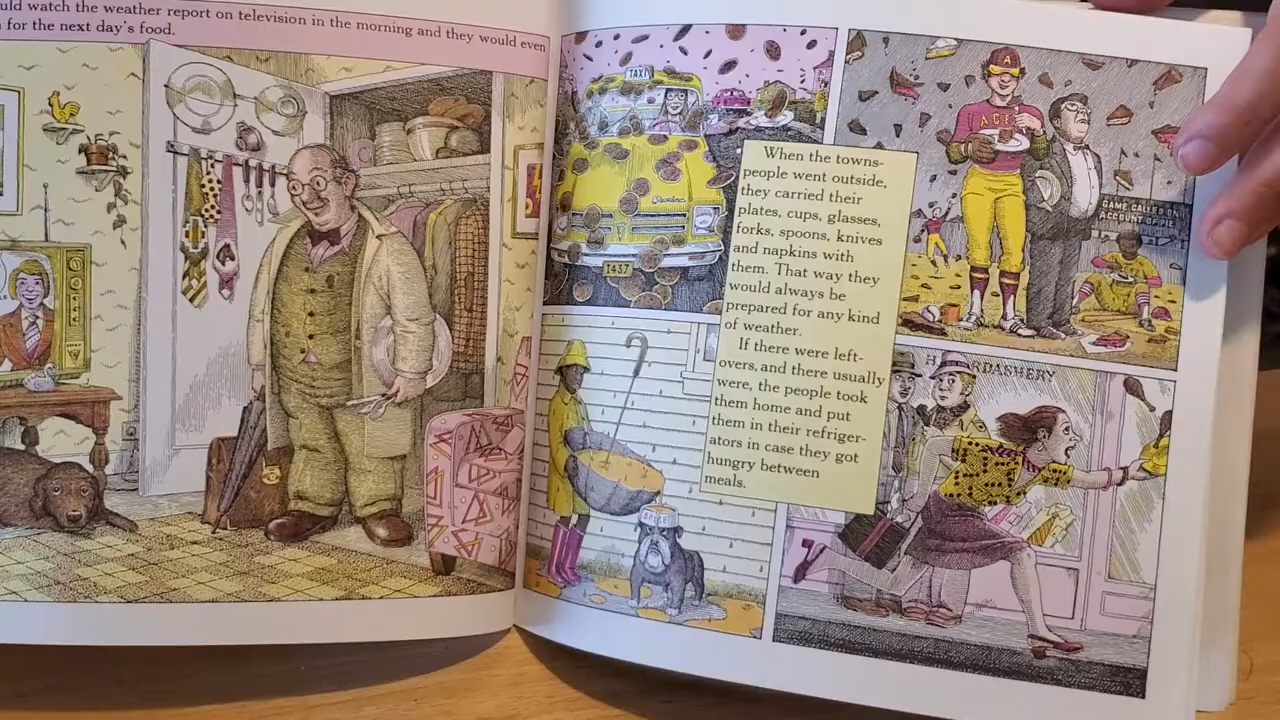 uld watch the weather report on television in the morning and they would even
for the next day's food.
TAXI
1437
When the towns-
people went outside,
they carried their
plates, cups, glasses,
forks, spoons, knives
and napkins with
them. That way they
would always be
prepared for any kind
of weather.
If there were left-
overs, and there usually
were, the people took
them home and put
them in their refriger-
ators in case they got
hungry between
meals.
A
ACES
GAME CALLED ON
ACCOUNT OF PIE
H RDASHERY